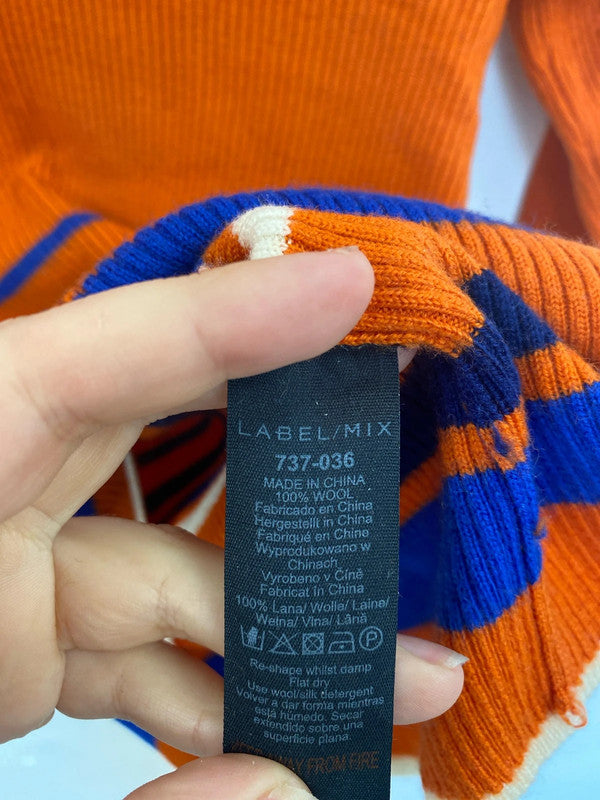 LABEL/MIX
737-036
MADE IN CHINA
100% WOOL
Fabricado en China
Hergestellt in China
Fabriqué en Chine
Wyprodukowano w
Chinach
Vyrobeno v Číně
Fabricat în China
100% Lana/ Wolle/ Laine/
Wełna/ Vlna/ Lână
P
Re-shape whilst damp
Flat dry
Use wool/silk detergent
Volver a dar forma mientras
está húmedo. Secar
extendido sobre una
superficie plana.
AWAY FROM FIRE